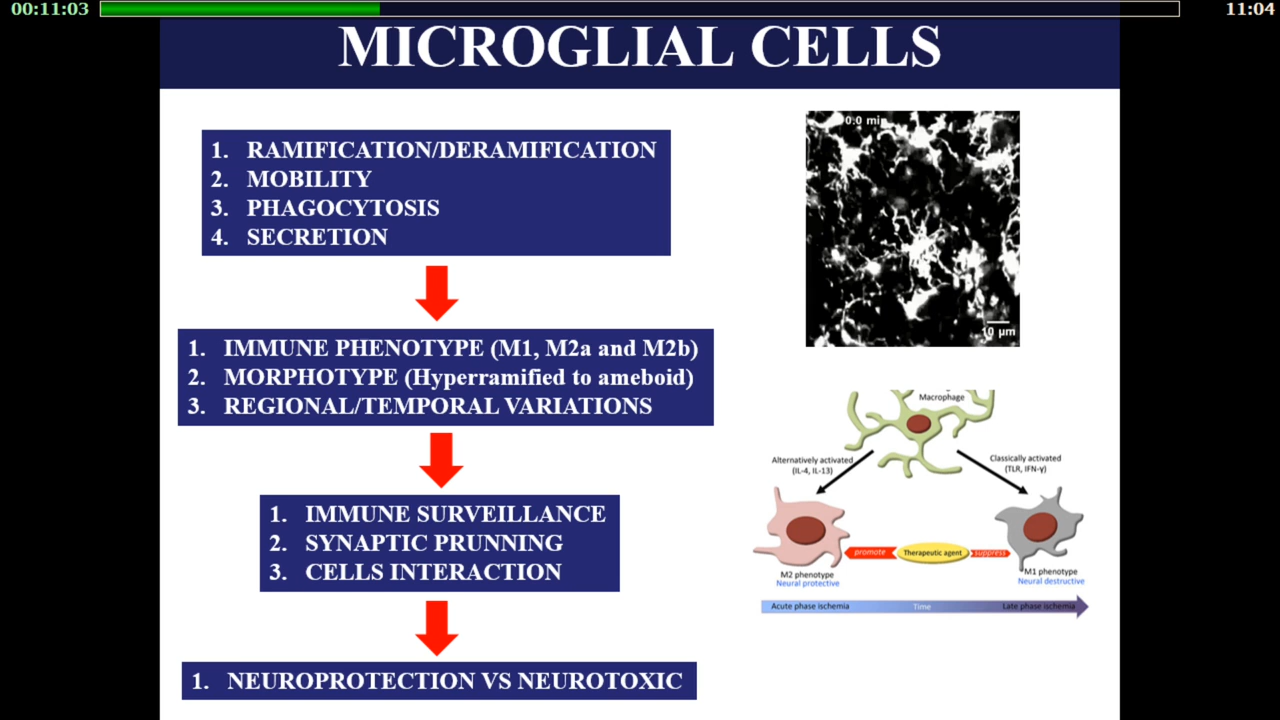 00:11:03
11:04
MICROGLIAL CELLS
1. RAMIFICATION/DERAMIFICATION
2. MOBILITY
3. PHAGOCYTOSIS
4. SECRETION
1. IMMUNE PHENOTYPE (M1, M2a and M2b)
2. MORPHOTYPE (Hyperramified to ameboid)
3. REGIONAL/TEMPORAL VARIATIONS
1. IMMUNE SURVEILLANCE
2. SYNAPTIC PRUNNING
3. CELLS INTERACTION
1. NEUROPROTECTION VS NEUROTOXIC
0:0 min
10 µm
Macrophage
Alternatively activated
(IL-4, IL-13)
Classically activated
(TLR, IFN-γ)
promote
Therapeutic agent
suppress
M2 phenotype
Neural protective
M1 phenotype
Neural destructive
Acute phase ischemia
Time
Late phase ischemia